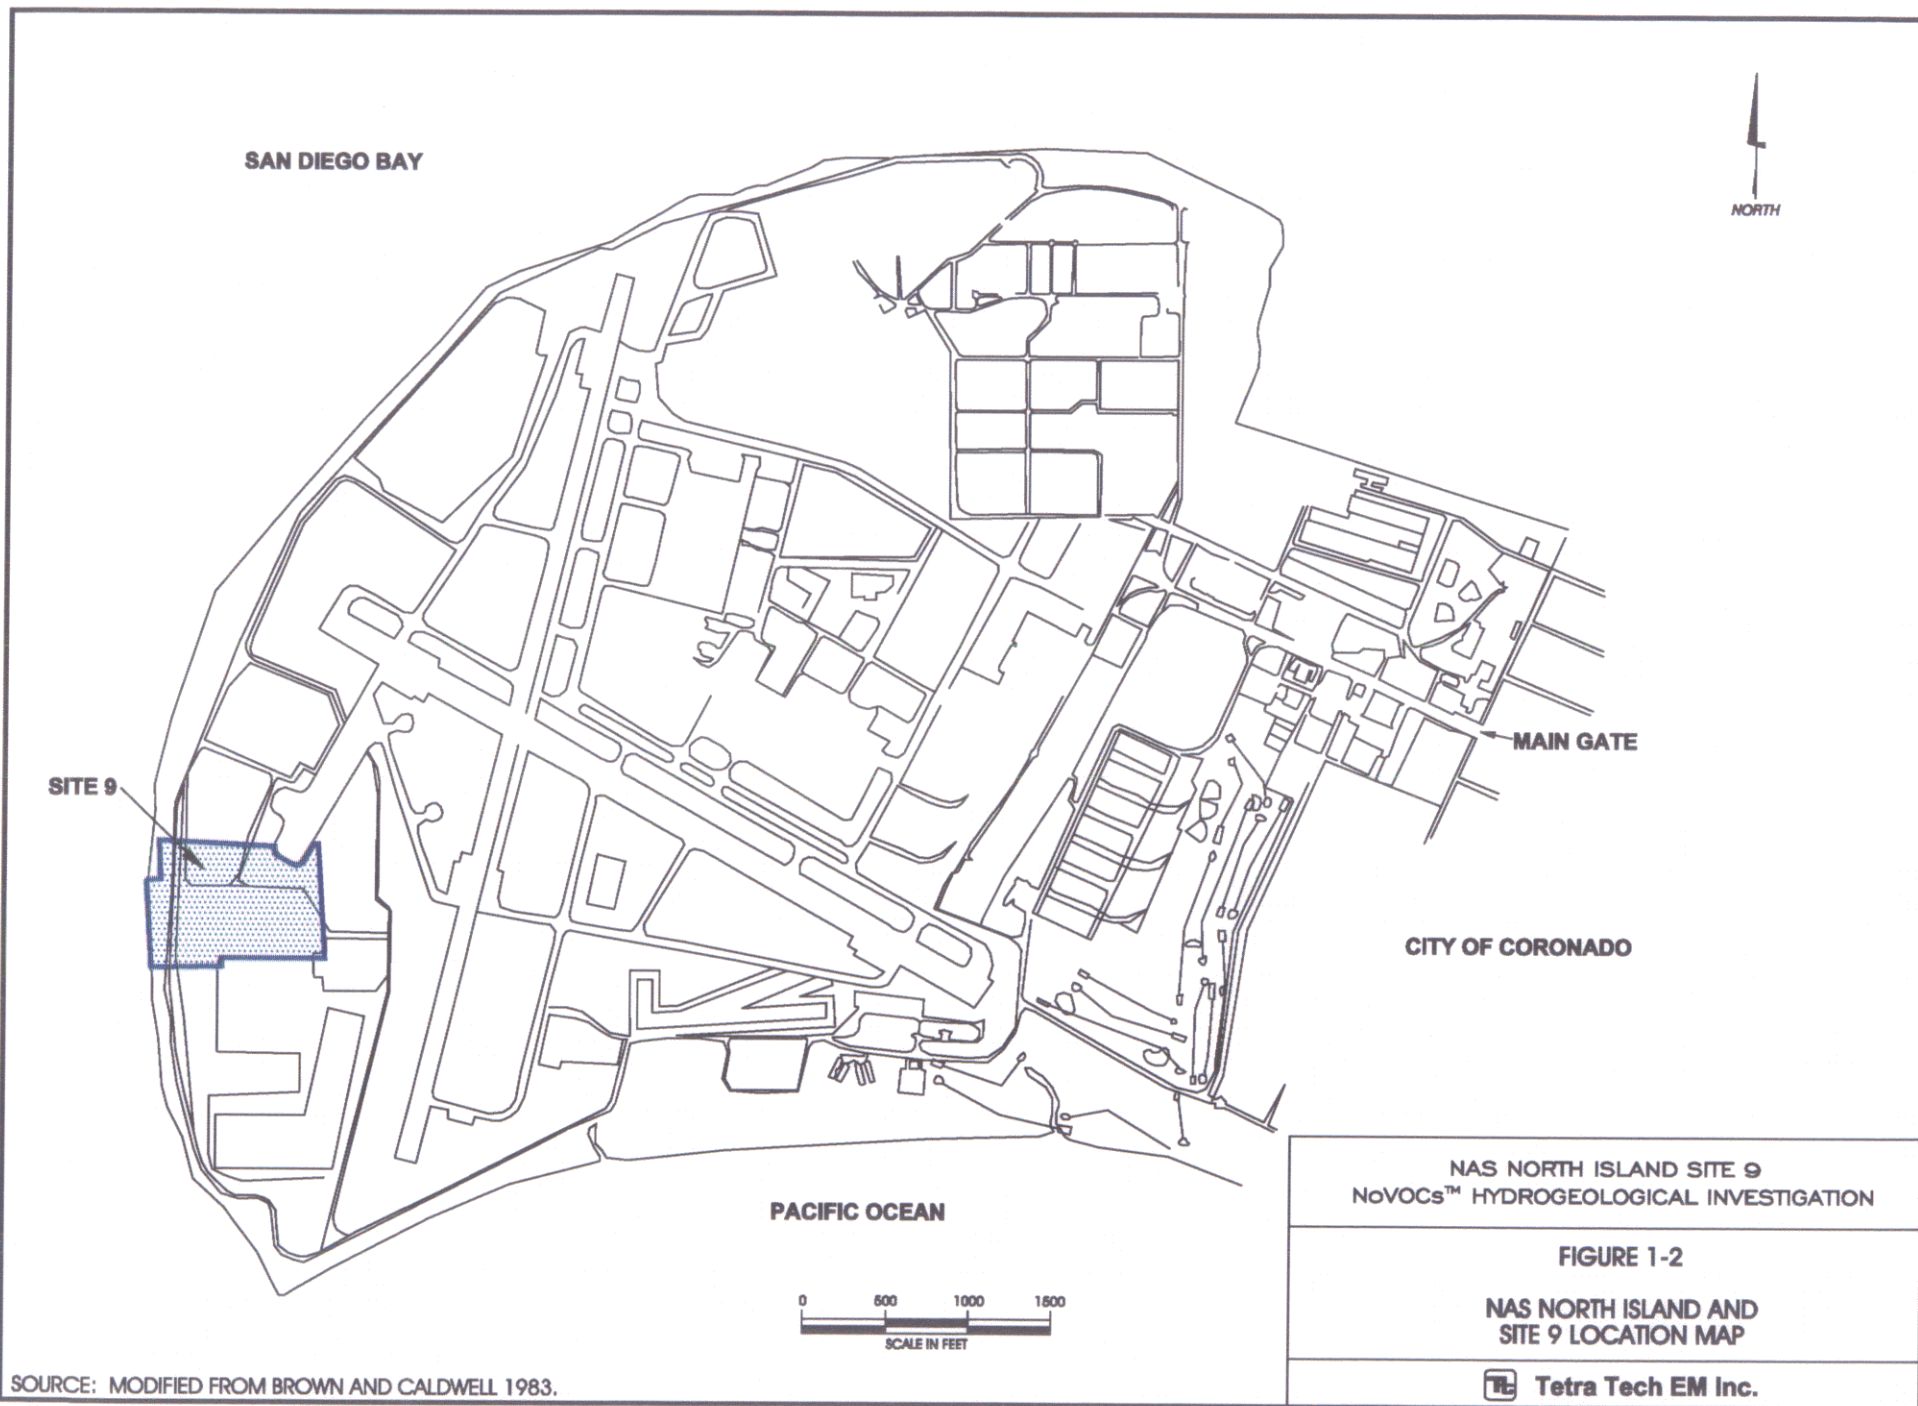 SAN DIEGO BAY
NORTH
MAIN GATE
SITE 9
CITY OF CORONADO
PACIFIC OCEAN
0 500 1000 1500
SCALE IN FEET
NAS NORTH ISLAND SITE 9
NoVOCs™ HYDROGEOLOGICAL INVESTIGATION
FIGURE 1-2
NAS NORTH ISLAND AND
SITE 9 LOCATION MAP
Tetra Tech EM Inc.
SOURCE: MODIFIED FROM BROWN AND CALDWELL 1983.